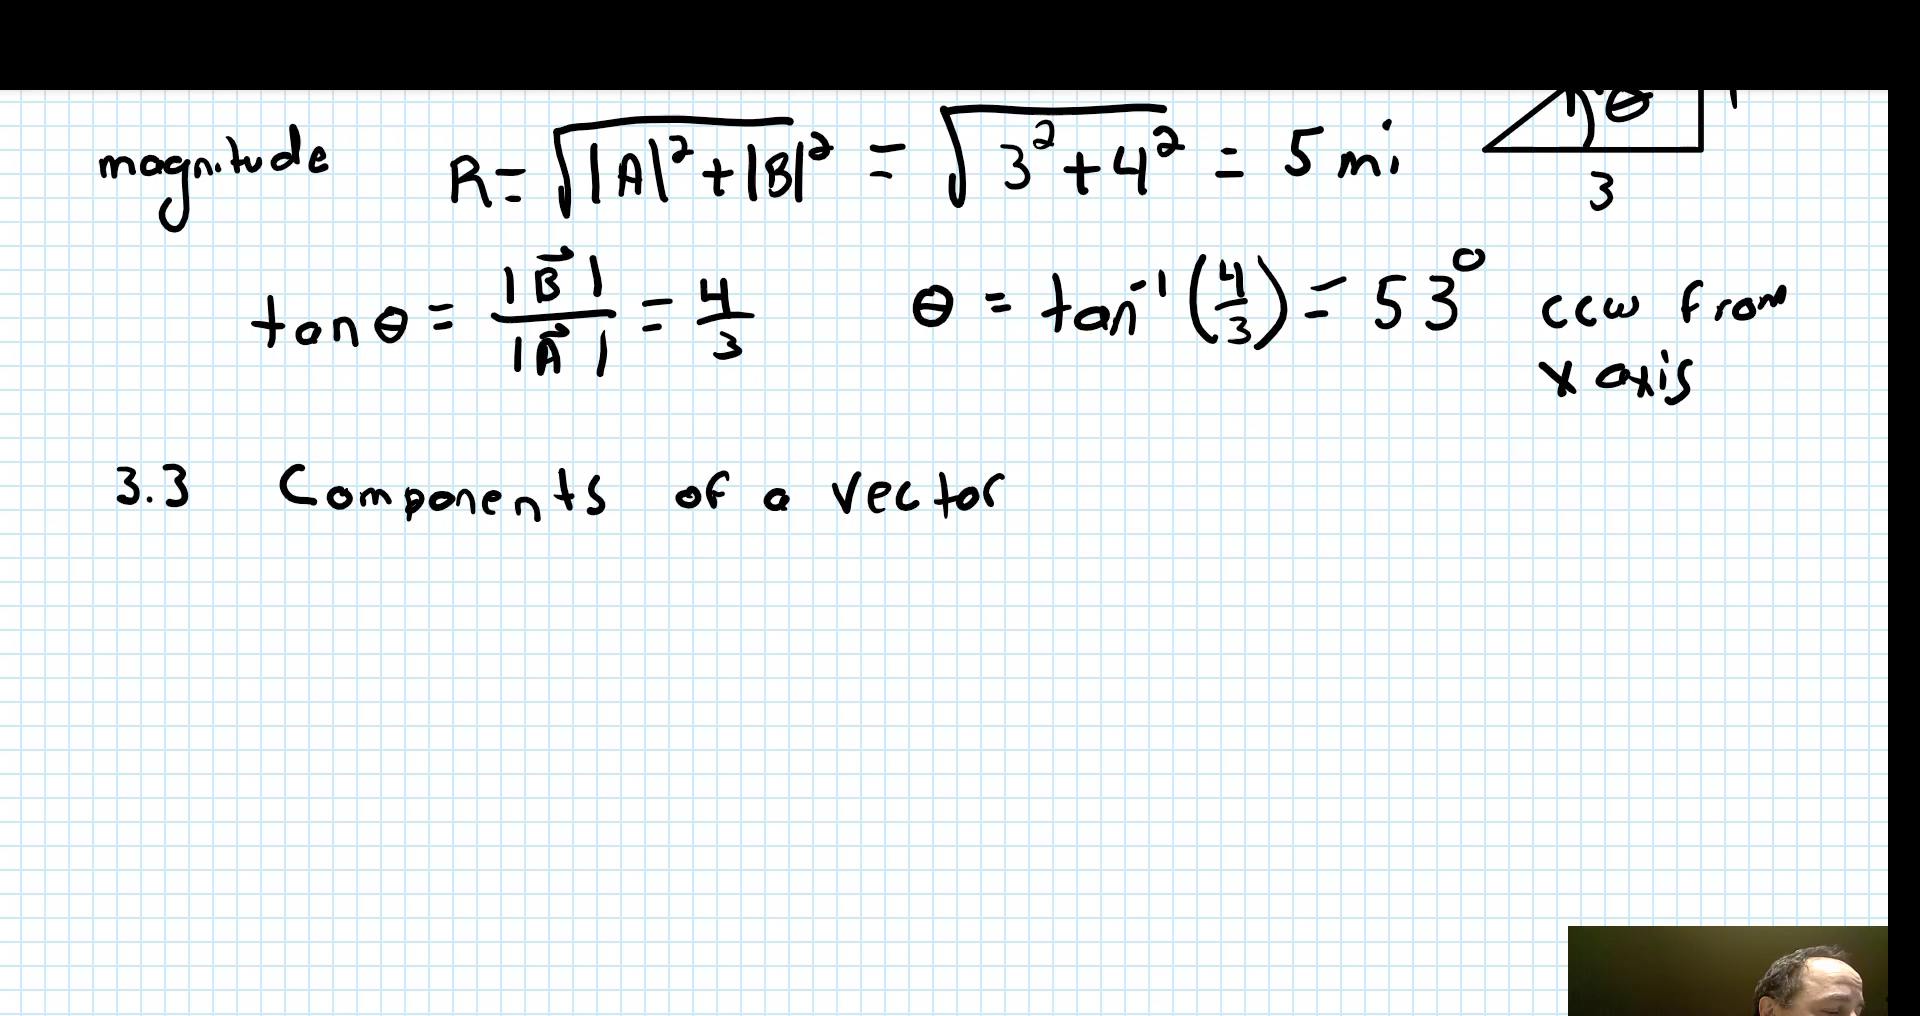 θ
magnitude R = √|A|² + |B|² = √3² + 4² = 5 mi
3
tan θ = |B⃗| / |A⃗| = 4/3 θ = tan⁻¹ (4/3) = 53° ccw from
x axis
3.3 Components of a vector